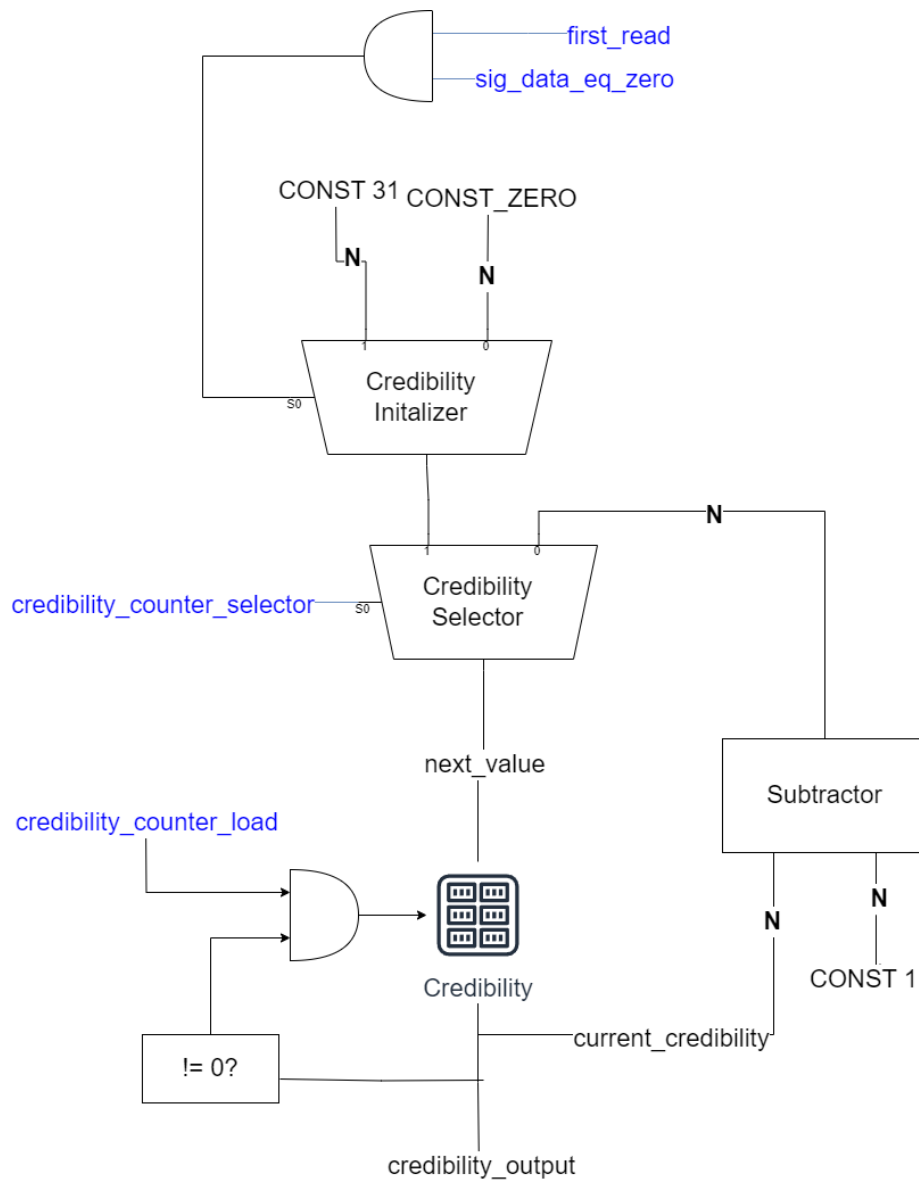 first_read
sig_data_eq_zero
CONST 31
CONST_ZERO
N
N
1
0
Credibility
Initalizer
S0
N
1
0
Credibility
Selector
credibility_counter_selector
S0
next_value
Subtractor
credibility_counter_load
N
N
CONST 1
Credibility
current_credibility
!= 0?
credibility_output